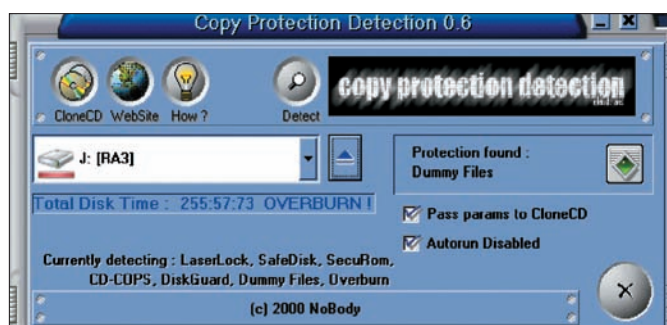 Copy Protection Detection 0.6
copy protection detection
CloneCD WebSite How ? Detect
J: [RA3]
Protection found :
Dummy Files
Total Disk Time : 255:57:73 OVERBURN !
Pass params to CloneCD
Autorun Disabled
Currently detecting : LaserLock, SafeDisk, SecuRom,
CD-COPS, DiskGuard, Dummy Files, Overburn
(c) 2000 NoBody
X